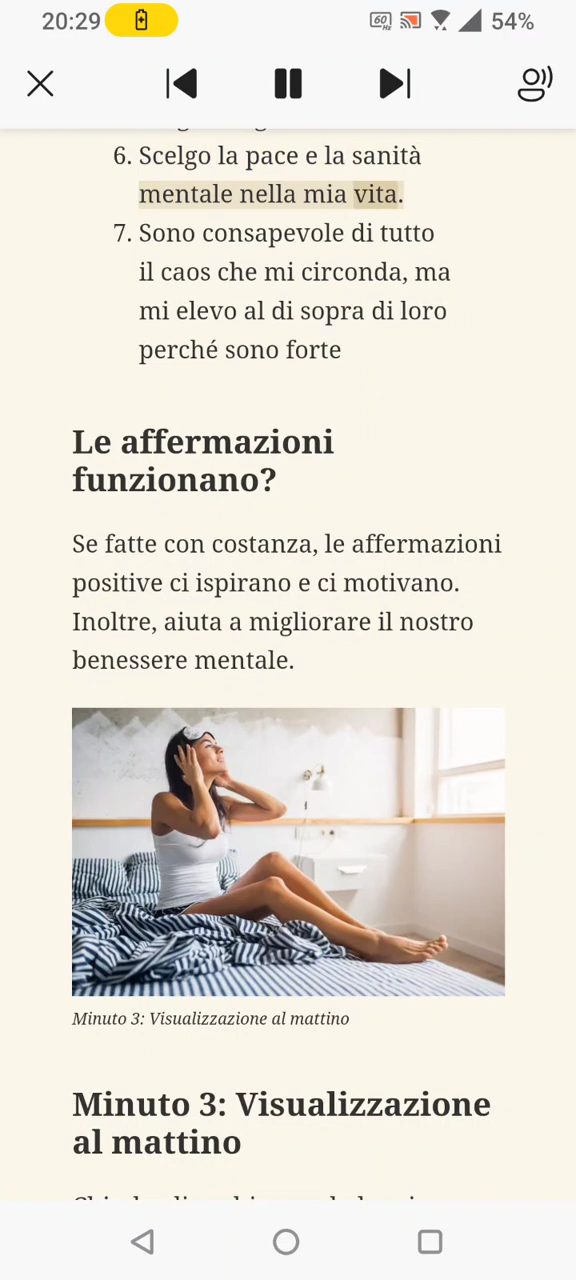 20:29
60
Hz
54%
6. Scelgo la pace e la sanità
mentale nella mia vita.
7. Sono consapevole di tutto
il caos che mi circonda, ma
mi elevo al di sopra di loro
perché sono forte
Le affermazioni
funzionano?
Se fatte con costanza, le affermazioni
positive ci ispirano e ci motivano.
Inoltre, aiuta a migliorare il nostro
benessere mentale.
Minuto 3: Visualizzazione al mattino
Minuto 3: Visualizzazione
al mattino